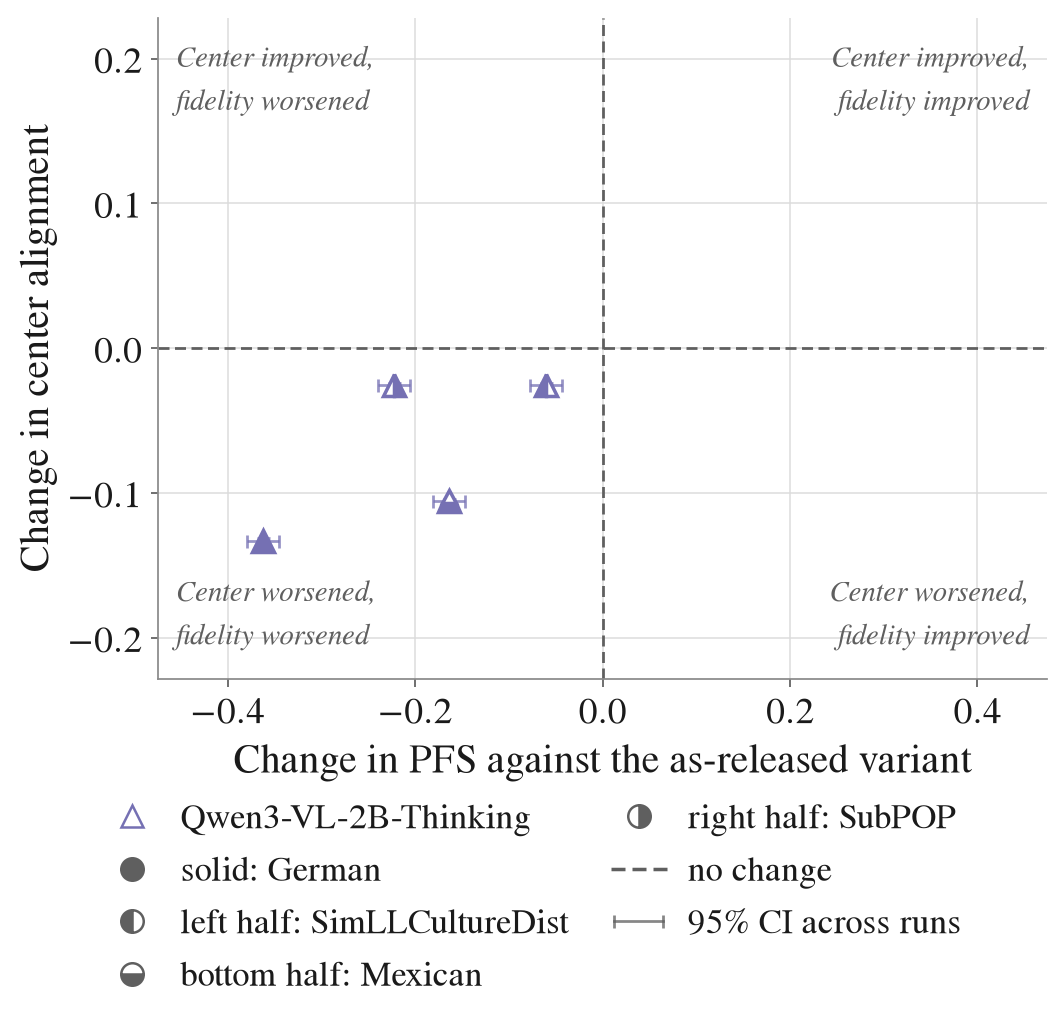 Change in center alignment
0.2
0.1
0.0
−0.1
−0.2
Center improved,
fidelity worsened
Center improved,
fidelity improved
Center worsened,
fidelity worsened
Center worsened,
fidelity improved
−0.4
−0.2
0.0
0.2
0.4
Change in PFS against the as-released variant
Qwen3-VL-2B-Thinking
solid: German
left half: SimLLCultureDist
bottom half: Mexican
right half: SubPOP
no change
95% CI across runs